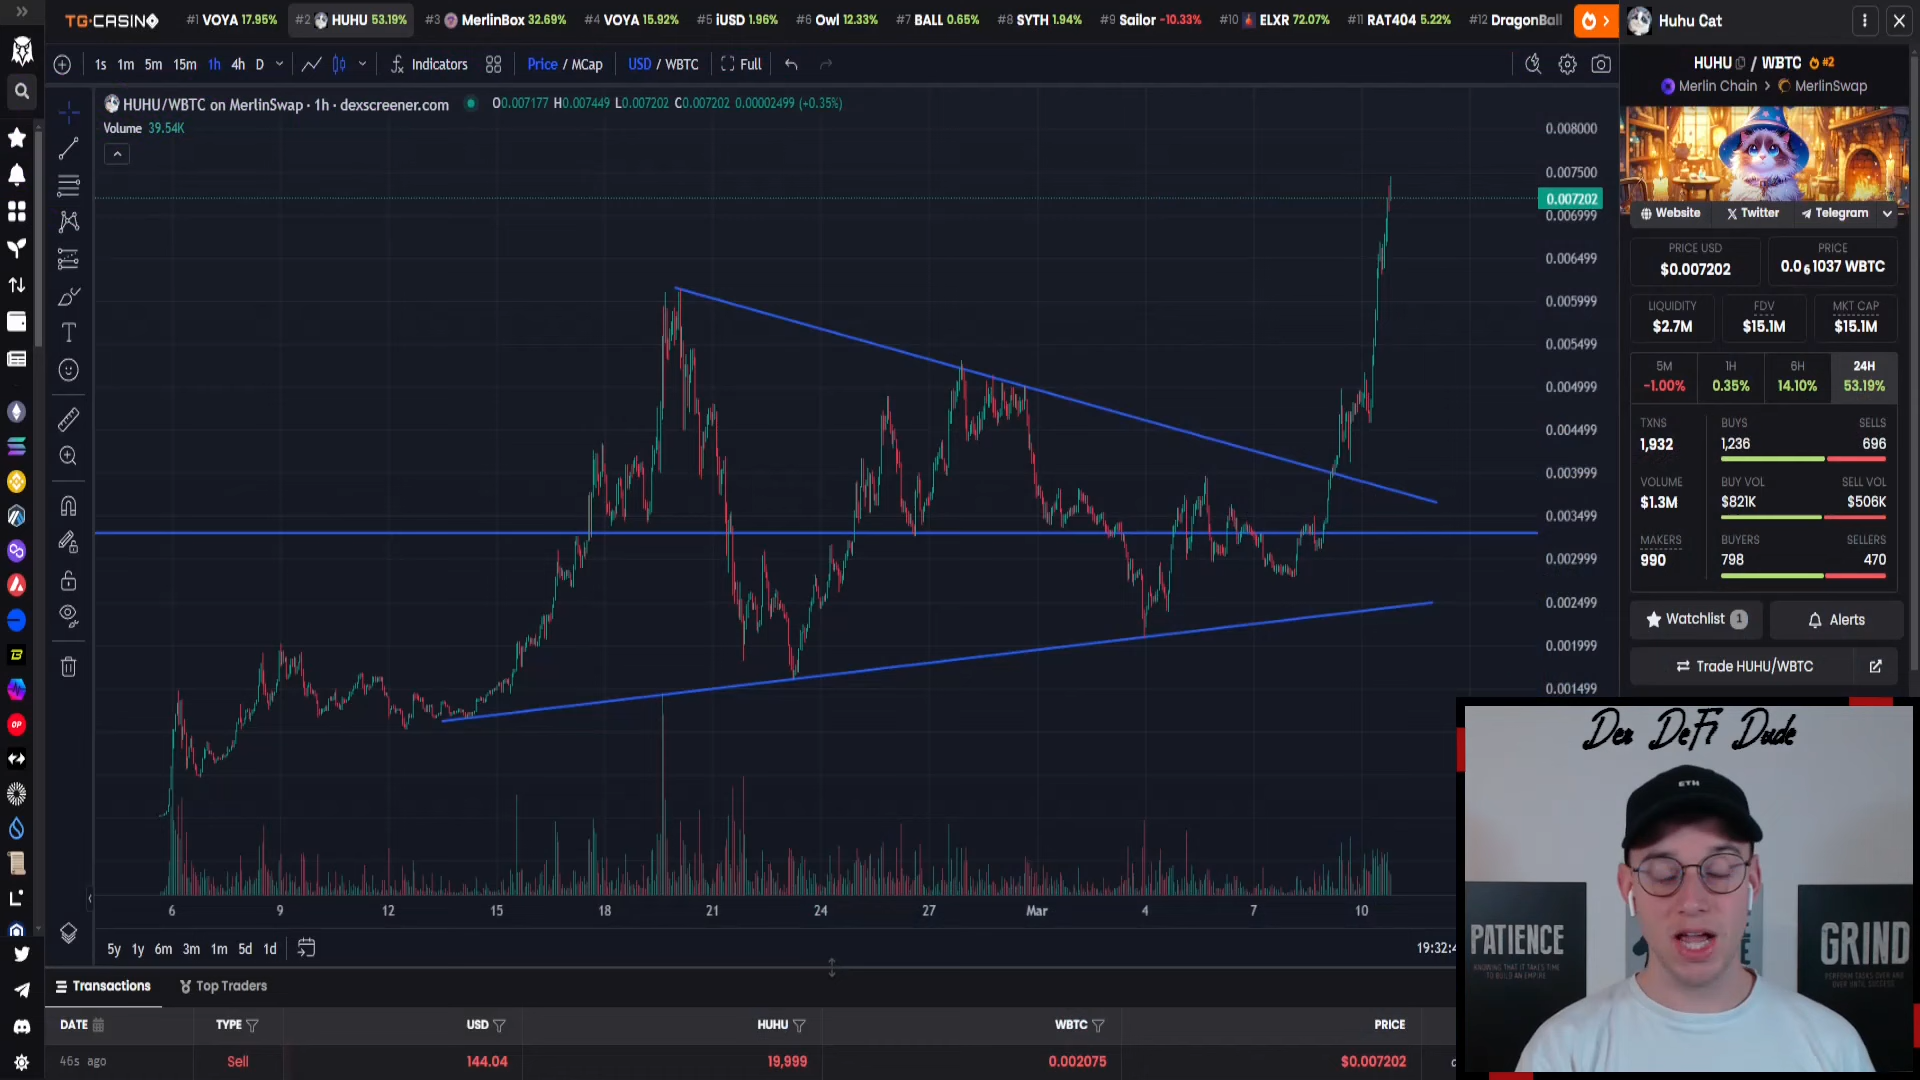 TG.CASINO #1 VOYA 17.95% #2 HUHU 53.19% #3 MerlinBox 32.69% #4 VOYA 15.92% #5 iUSD 1.96% #6 Owl 12.33% #7 BALL 0.65% #8 SYTH 1.94% #9 Sailor -10.33% #10 ELXR 72.07% #11 RAT404 5.22% #12 DragonBall
Huhu Cat
1s 1m 5m 15m 1h 4h D Indicators Price / MCap USD / WBTC Full
HUHU/WBTC on MerlinSwap · 1h · dexscreener.com O0.007177 H0.007449 L0.007202 C0.007202 0.00002499 (+0.35%)
Volume 39.54K
0.008000
0.007500
0.007202
0.006999
0.006499
0.005999
0.005499
0.004999
0.004499
0.003999
0.003499
0.002999
0.002499
0.001999
0.001499
6 9 12 15 18 21 24 27 Mar 4 7 10
5y 1y 6m 3m 1m 5d 1d
19:32:4
Transactions Top Traders
DATE TYPE USD HUHU WBTC PRICE
46s ago Sell 144.04 19,999 0.002075 $0.007202
HUHU / WBTC #2
Merlin Chain > MerlinSwap
Website Twitter Telegram
PRICE USD PRICE
$0.007202 0.0₆1037 WBTC
LIQUIDITY FDV MKT CAP
$2.7M $15.1M $15.1M
5M 1H 6H 24H
-1.00% 0.35% 14.10% 53.19%
TXNS BUYS SELLS
1,932 1,236 696
VOLUME BUY VOL SELL VOL
$1.3M $821K $506K
MAKERS BUYERS SELLERS
990 798 470
Watchlist 1 Alerts
Trade HUHU/WBTC
Dex DeFi Dude
ETH
PATIENCE
KNOWING THAT IT TAKES TIME
TO BUILD AN EMPIRE
GRIND